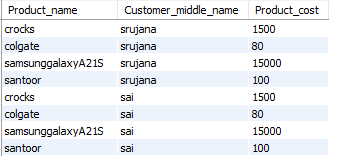 Product_name Customer_middle_name Product_cost
crocks srujana 1500
colgate srujana 80
samsunggalaxyA21S srujana 15000
santoor srujana 100
crocks sai 1500
colgate sai 80
samsunggalaxyA21S sai 15000
santoor sai 100